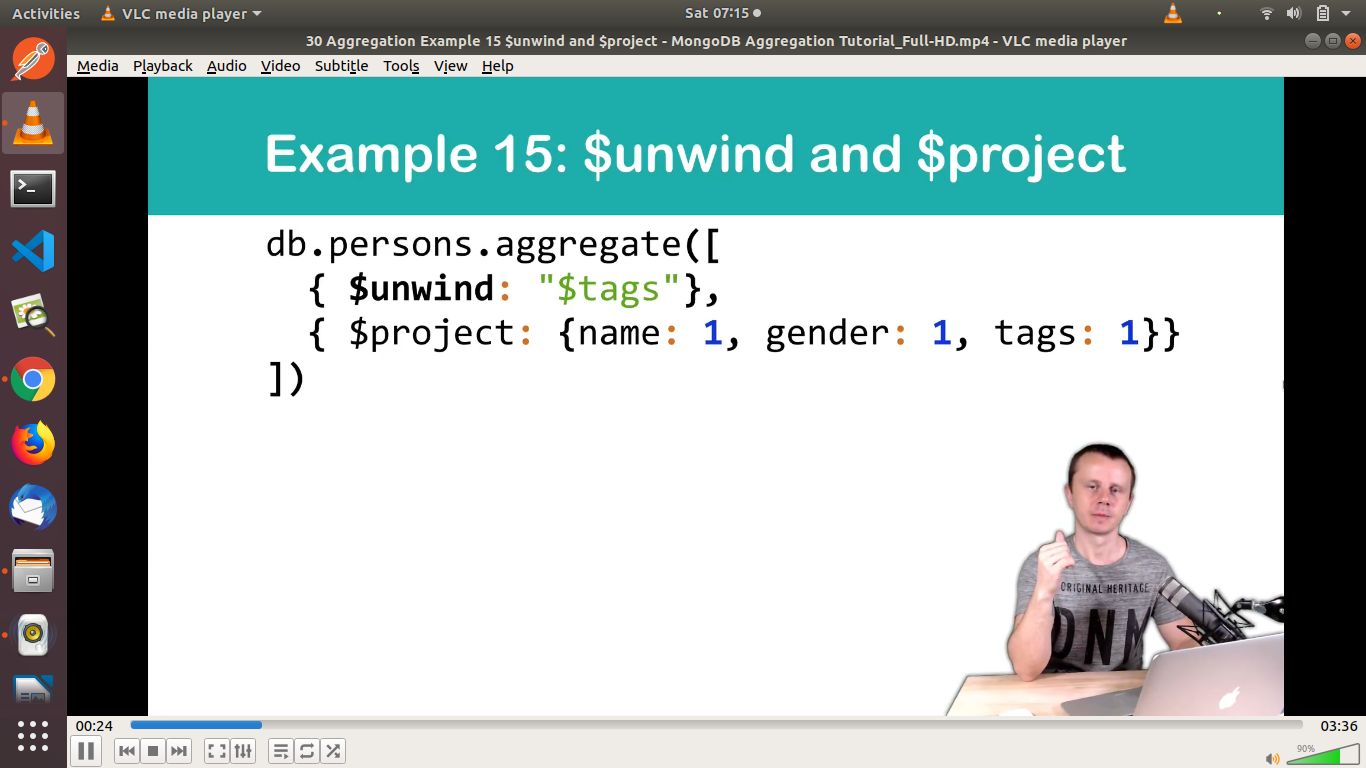 Activities VLC media player Sat 07:15
30 Aggregation Example 15 $unwind and $project - MongoDB Aggregation Tutorial_Full-HD.mp4 - VLC media player
Media Playback Audio Video Subtitle Tools View Help
Example 15: $unwind and $project
db.persons.aggregate([
{ $unwind: "$tags"},
{ $project: {name: 1, gender: 1, tags: 1}}
])
ORIGINAL HERITAGE
DNM
00:24 03:36
90%